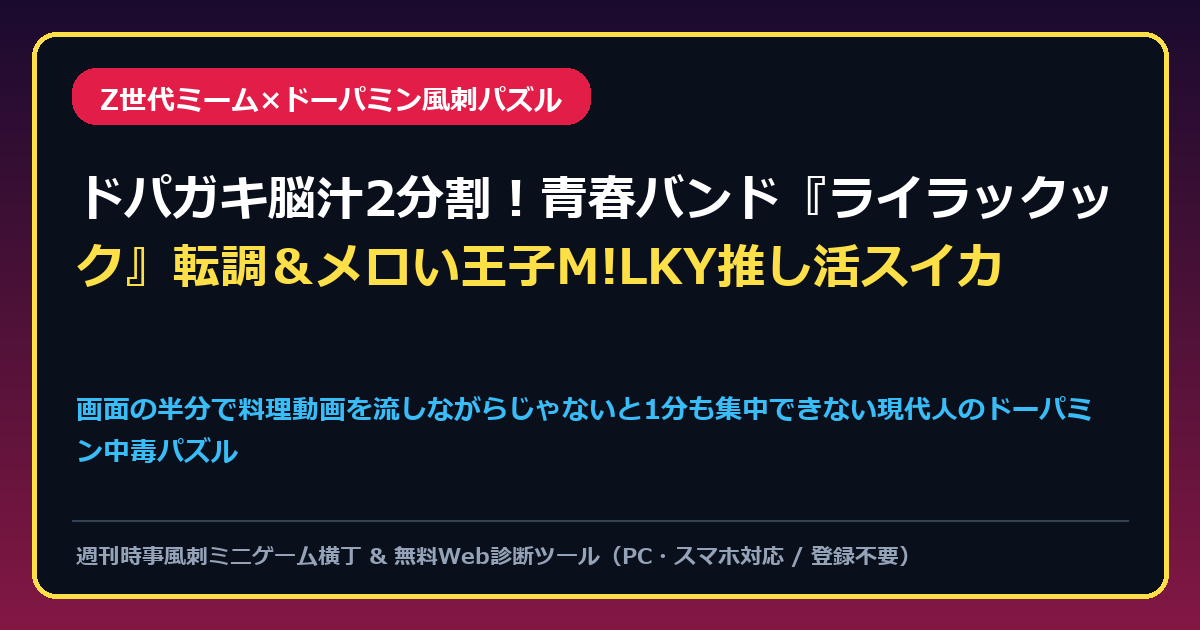 Z世代ミーム×ドーパミン風刺パズル
ドパガキ脳汁2分割！青春バンド『ライラックッ
ク』転調＆メロい王子M!LKY推し活スイカ
画面の半分で料理動画を流しながらじゃないと1分も集中できない現代人のドーパミ
ン中毒パズル
週刊時事風刺ミニゲーム横丁 & 無料Web診断ツール（PC・スマホ対応 / 登録不要）